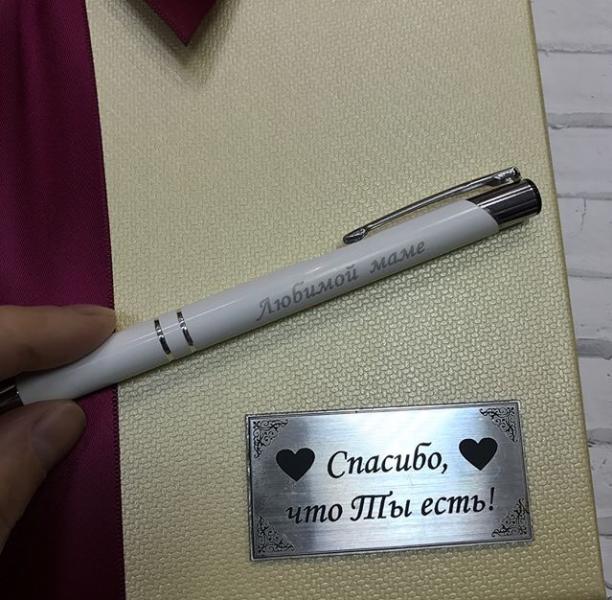 Любимой маме
Спасибо,
что Ты есть!